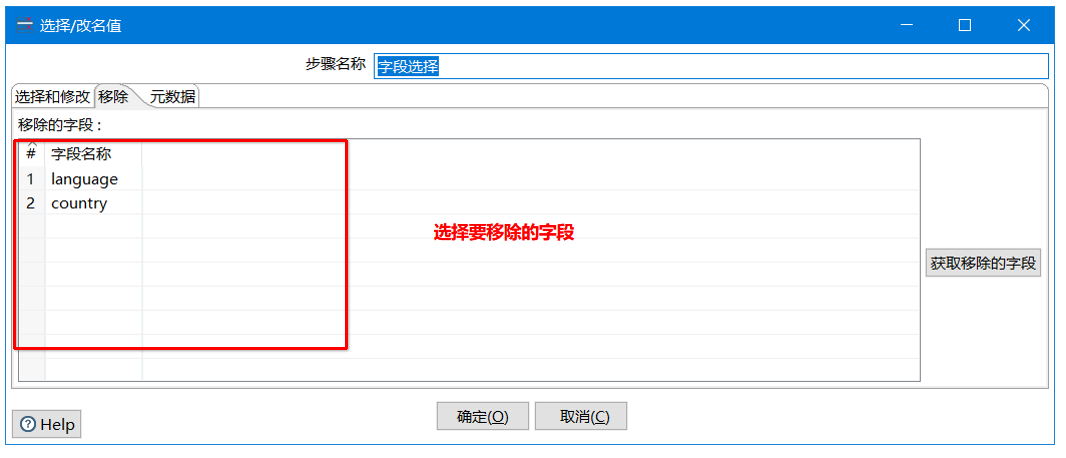 选择/改名值
步骤名称 字段选择
选择和修改 移除 元数据
移除的字段 :
# 字段名称
1 language
2 country
选择要移除的字段
获取移除的字段
确定(O) 取消(C)
Help